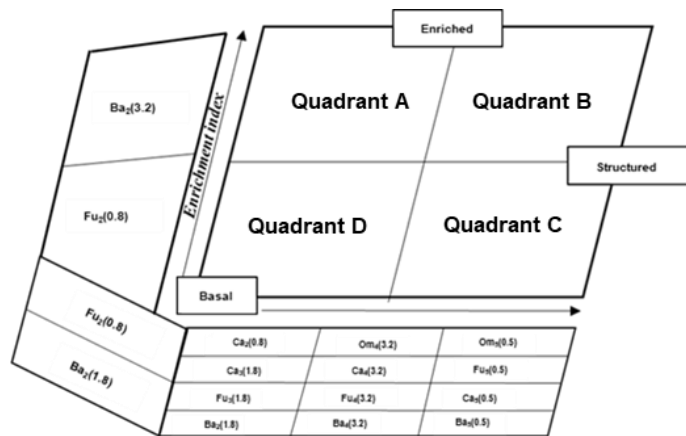 Enriched
Ba₂(3.2)
Quadrant A
Quadrant B
Enrichment index
Structured
Fu₂(0.8)
Quadrant D
Quadrant C
Basal
Fu₂(0.8)
Ba₂(1.8)
Ca₂(0.8) Om₄(3.2) Om₅(0.5)
Ca₃(1.8) Ca₄(3.2) Fu₅(0.5)
Fu₃(1.8) Fu₄(3.2) Ca₅(0.5)
Ba₂(1.8) Ba₄(3.2) Ba₅(0.5)